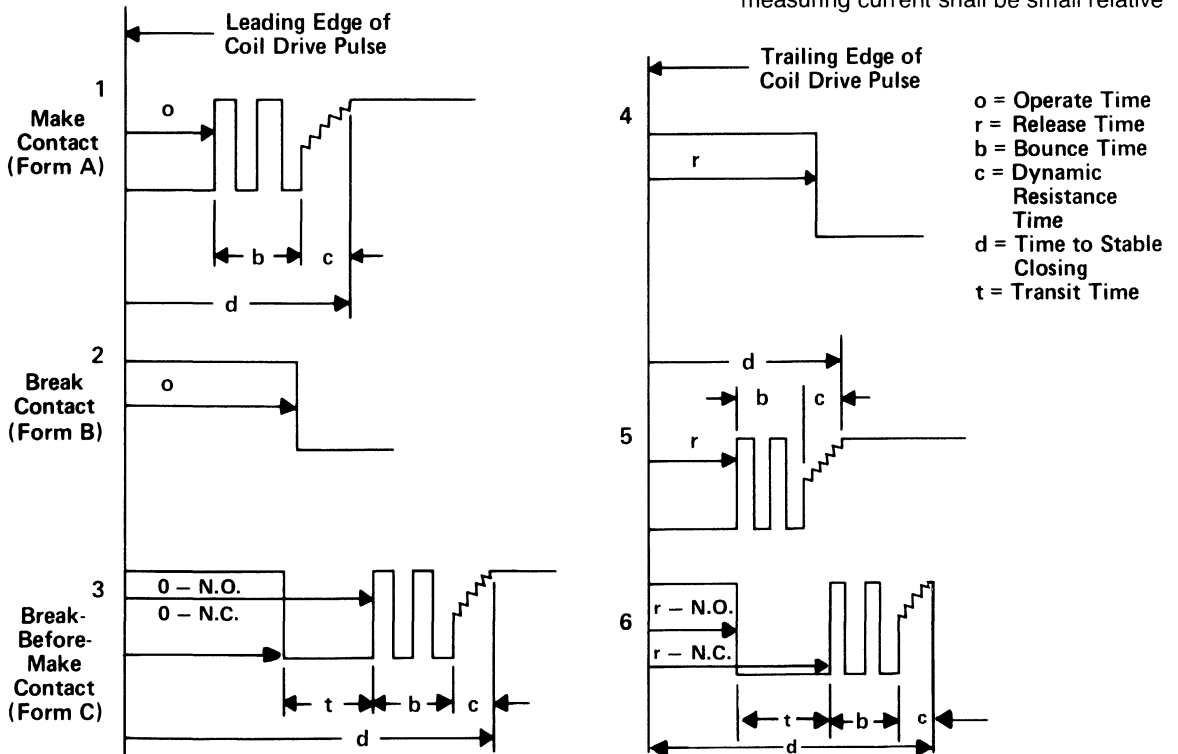 measuring current shall be small relative
Leading Edge of
Coil Drive Pulse
1
Make
Contact
(Form A)
o
b
c
d
2
Break
Contact
(Form B)
o
3
Break-
Before-
Make
Contact
(Form C)
0 – N.O.
0 – N.C.
t
b
c
d
Trailing Edge of
Coil Drive Pulse
4
r
o = Operate Time
r = Release Time
b = Bounce Time
c = Dynamic
Resistance
Time
d = Time to Stable
Closing
t = Transit Time
d
b
c
5
r
6
r – N.O.
r – N.C.
t
b
c
d